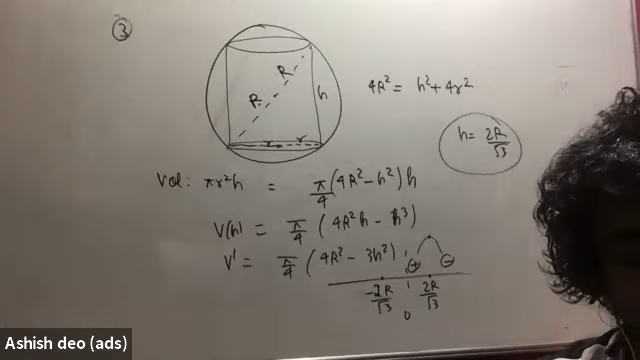 ③
R
R
h
r
r
4R² = h² + 4r²
h = 2R/√3
Vol: πr²h = π/4 (4R² - h²) h
V(h) = π/4 (4R²h - h³)
V' = π/4 (4R² - 3h²)
⊕ ⊖
-2R/√3 2R/√3
0
Ashish deo (ads)